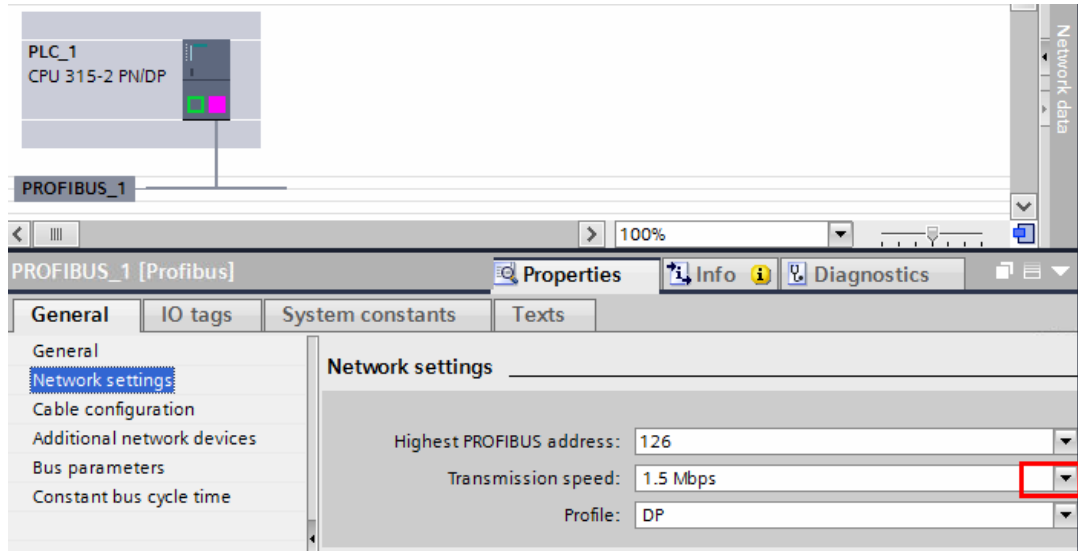 PLC_1
CPU 315-2 PN/DP
PROFIBUS_1
100%
Network data
PROFIBUS_1 [Profibus]
Properties
Info
Diagnostics
General
IO tags
System constants
Texts
General
Network settings
Cable configuration
Additional network devices
Bus parameters
Constant bus cycle time
Network settings
Highest PROFIBUS address: 126
Transmission speed: 1.5 Mbps
Profile: DP